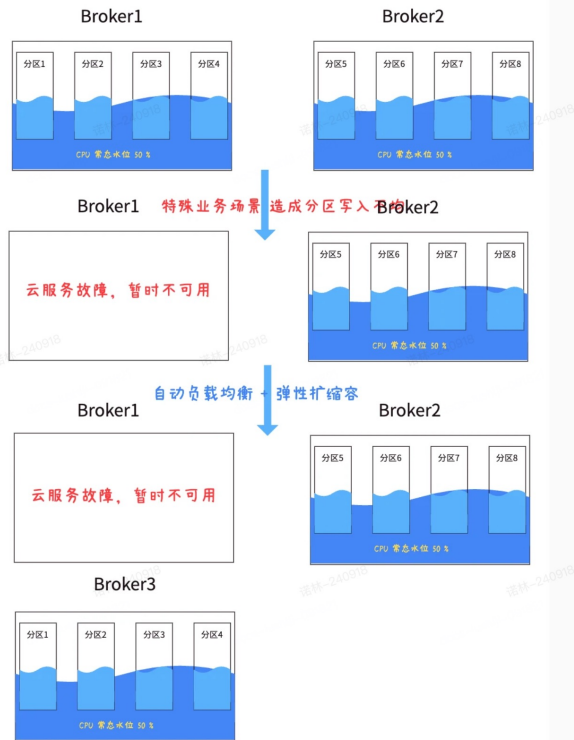 Broker1 Broker2
分区1 分区2 分区3 分区4 分区5 分区6 分区7 分区8
CPU 常态水位 50 % CPU 常态水位 50 %
特殊业务场景 造成分区写入不均
Broker1 Broker2
云服务故障，暂时不可用
分区5 分区6 分区7 分区8
CPU 常态水位 50 %
自动负载均衡 + 弹性扩缩容
Broker1 Broker2
云服务故障，暂时不可用
分区5 分区6 分区7 分区8
CPU 常态水位 50 %
Broker3
分区1 分区2 分区3 分区4
CPU 常态水位 50 %
诺林-240918